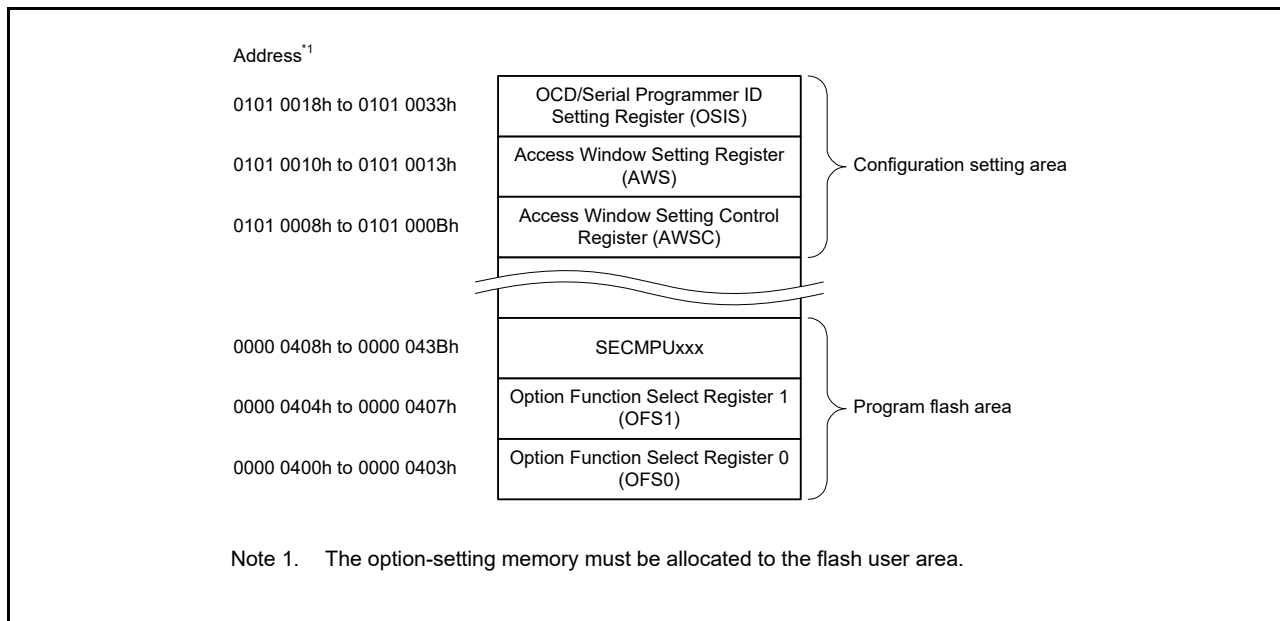 Address*1
0101 0018h to 0101 0033h
OCD/Serial Programmer ID
Setting Register (OSIS)
0101 0010h to 0101 0013h
Access Window Setting Register
(AWS)
Configuration setting area
0101 0008h to 0101 000Bh
Access Window Setting Control
Register (AWSC)
0000 0408h to 0000 043Bh
SECMPUxxx
0000 0404h to 0000 0407h
Option Function Select Register 1
(OFS1)
Program flash area
0000 0400h to 0000 0403h
Option Function Select Register 0
(OFS0)
Note 1. The option-setting memory must be allocated to the flash user area.